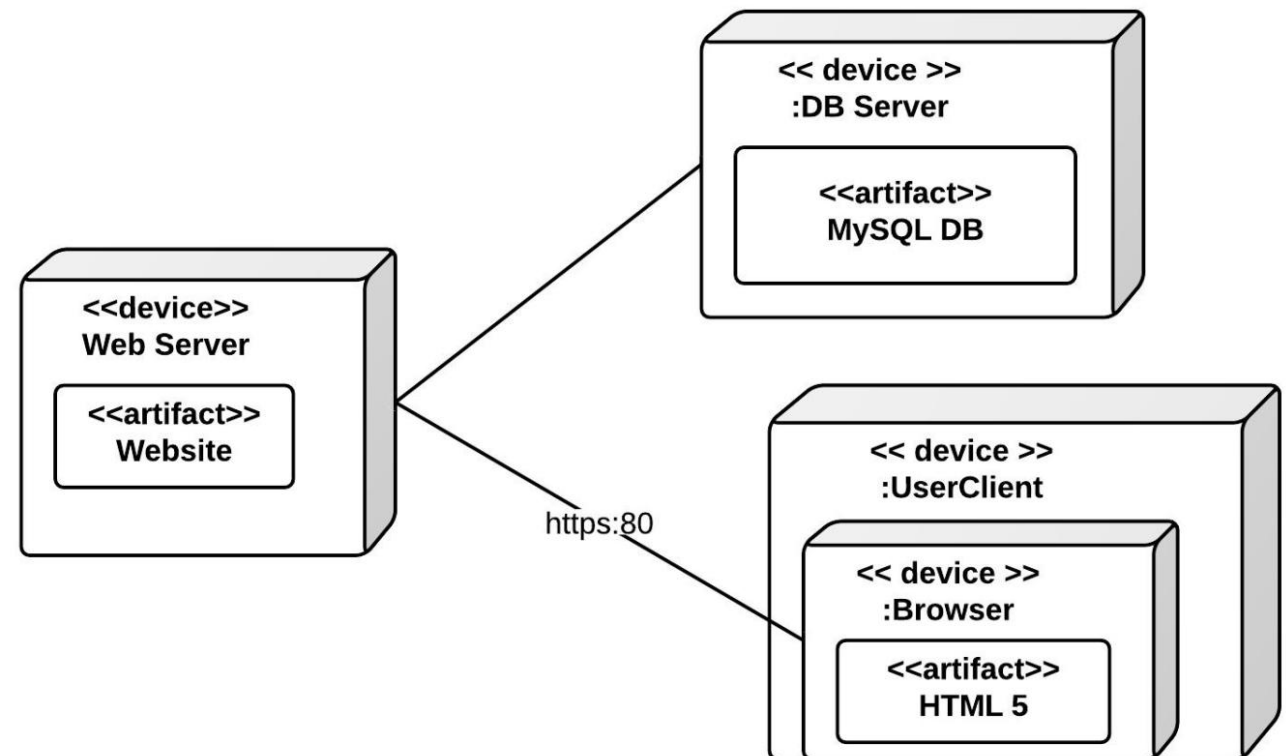 << device >>
:DB Server
<<artifact>>
MySQL DB
<<device>>
Web Server
<<artifact>>
Website
https:80
<< device >>
:UserClient
<< device >>
:Browser
<<artifact>>
HTML 5